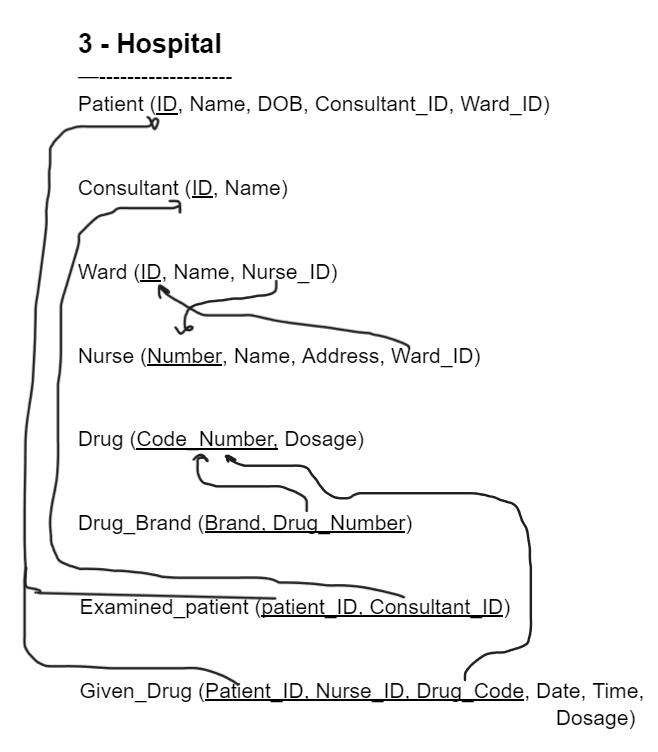 3 - Hospital
—-------------------
Patient (ID, Name, DOB, Consultant_ID, Ward_ID)
Consultant (ID, Name)
Ward (ID, Name, Nurse_ID)
Nurse (Number, Name, Address, Ward_ID)
Drug (Code_Number, Dosage)
Drug_Brand (Brand, Drug_Number)
Examined_patient (patient_ID, Consultant_ID)
Given_Drug (Patient_ID, Nurse_ID, Drug_Code, Date, Time,
Dosage)